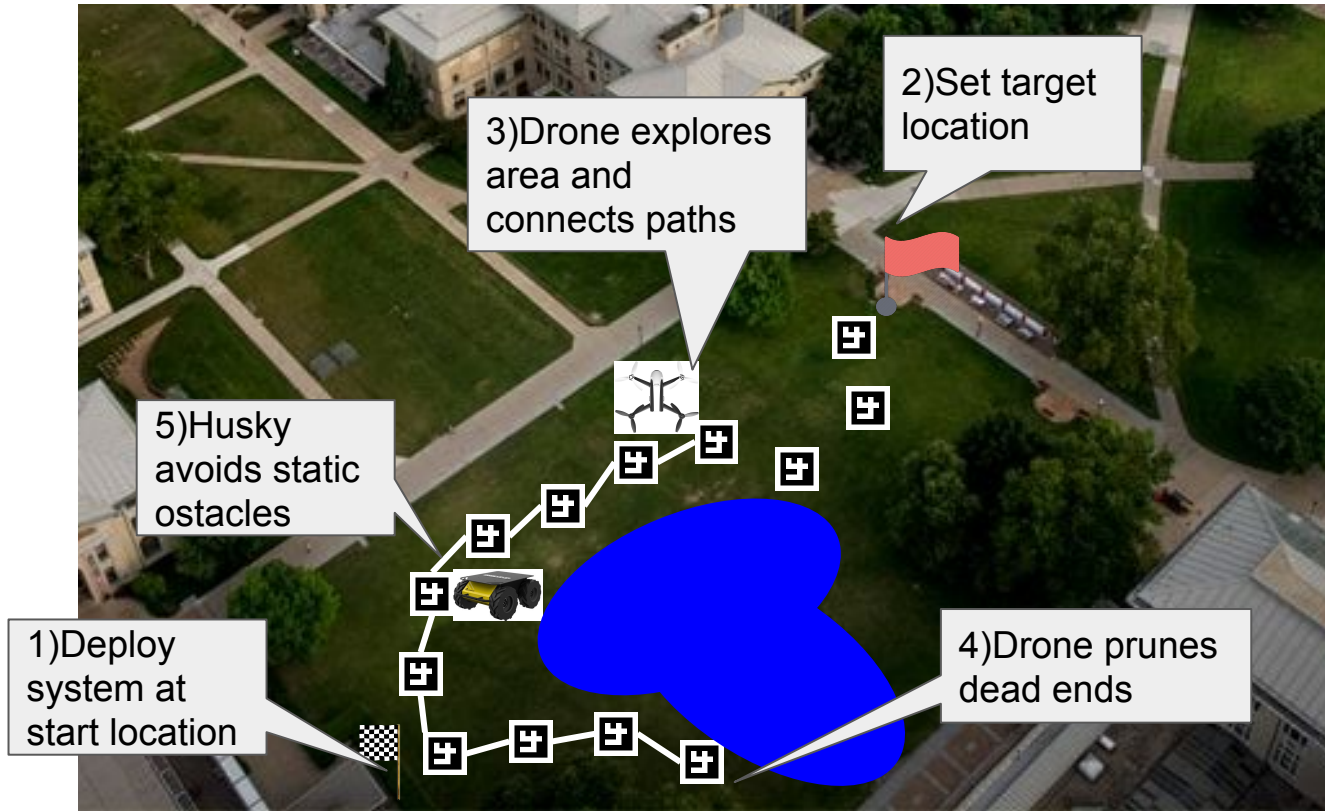 1)Deploy
system at
start location
2)Set target
location
3)Drone explores
area and
connects paths
4)Drone prunes
dead ends
5)Husky
avoids static
ostacles